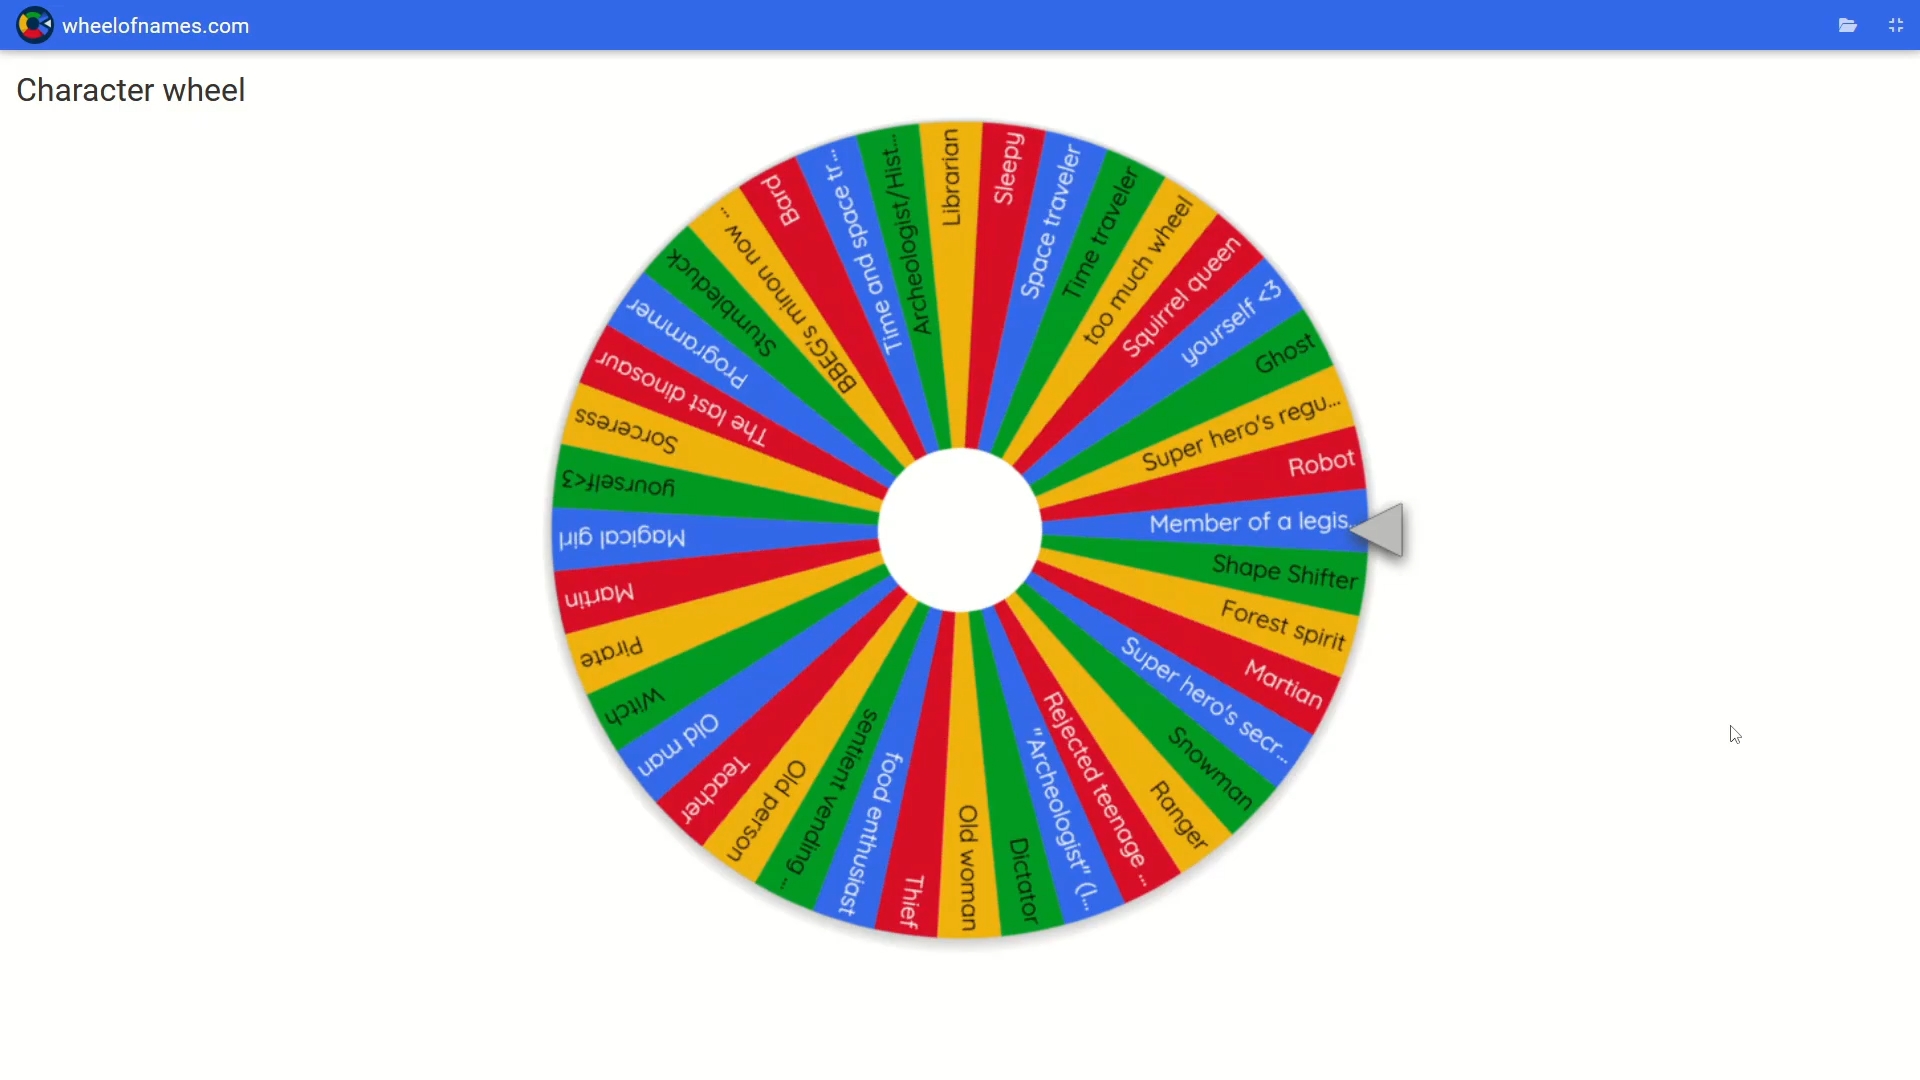 wheelofnames.com
Character wheel
Librarian
Sleepy
Space traveler
Time traveler
too much wheel
Squirrel queen
yourself <3
Ghost
Super hero's regu...
Robot
Member of a legis...
Shape Shifter
Forest spirit
Martian
Super hero's secr...
Snowman
Ranger
Rejected teenage ...
"Archeologist" (l...
Dictator
Old woman
Thief
food enthusiast
sentient vending ...
Old person
Teacher
Old man
Witch
Pirate
Martin
Magical girl
yourself<3
Sorceress
The last dinosaur
Programmer
Stumbleduck
BBEG's minon now ...
Bard
Time and space tr...
Archeologist/Hist...